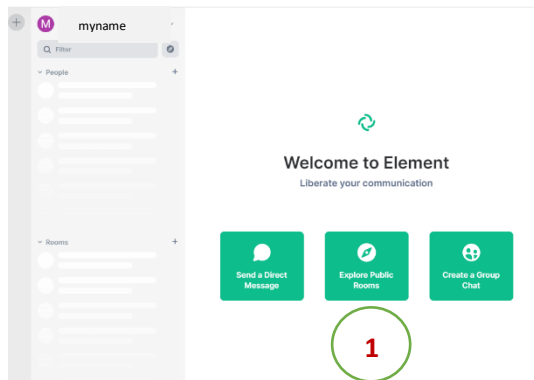 M myname
Filter
People +
Rooms +
Welcome to Element
Liberate your communication
Send a Direct
Message
Explore Public
Rooms
Create a Group
Chat
1